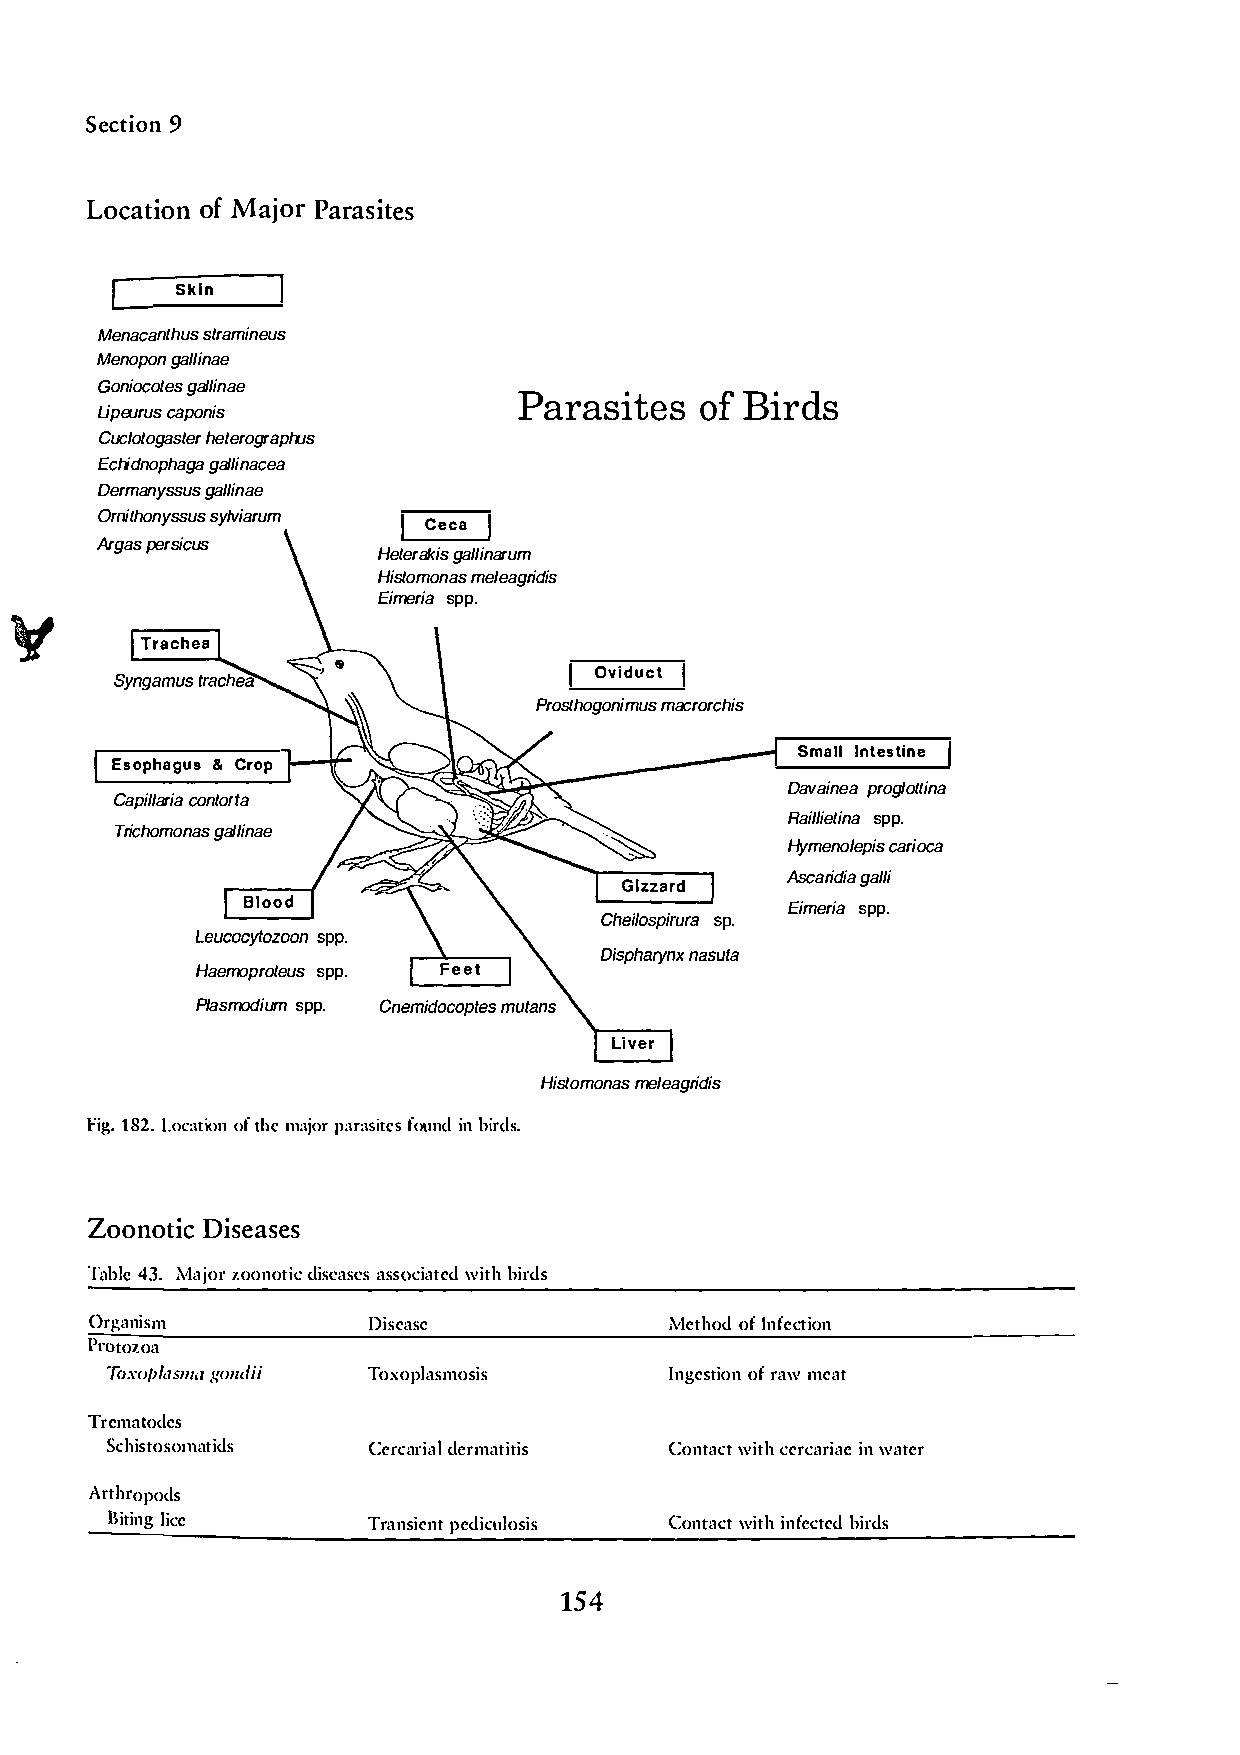 Section 9
Location of Major Parasites
Skin
Menacanthus stramineus
Menopon gallinae
Goniocotes gallinae
Lipeurus caponis
Cuclotogaster heterographus
Echidnophaga gallinacea
Dermanyssus gallinae
Ornithonyssus sylviarum
Argas persicus
Parasites of Birds
Ceca
Heterakis gallinarum
Histomonas meleagridis
Eimeria spp.
Trachea
Syngamus trachea
Oviduct
Prosthogonimus macrorchis
Small Intestine
Davainea proglottina
Raillietina spp.
Hymenolepis carioca
Ascaridia galli
Eimeria spp.
Esophagus & Crop
Capillaria contorta
Trichomonas gallinae
Gizzard
Cheilospirura sp.
Dispharynx nasuta
Blood
Leucocytozoon spp.
Haemoproteus spp.
Plasmodium spp.
Feet
Cnemidocoptes mutans
Liver
Histomonas meleagridis
Fig. 182. Location of the major parasites found in birds.
Zoonotic Diseases
Table 43. Major zoonotic diseases associated with birds
Organism Disease Method of Infection
Protozoa
Toxoplasma gondii Toxoplasmosis Ingestion of raw meat
Trematodes
Schistosomatids Cercarial dermatitis Contact with cercariae in water
Arthropods
Biting lice Transient pediculosis Contact with infected birds
154